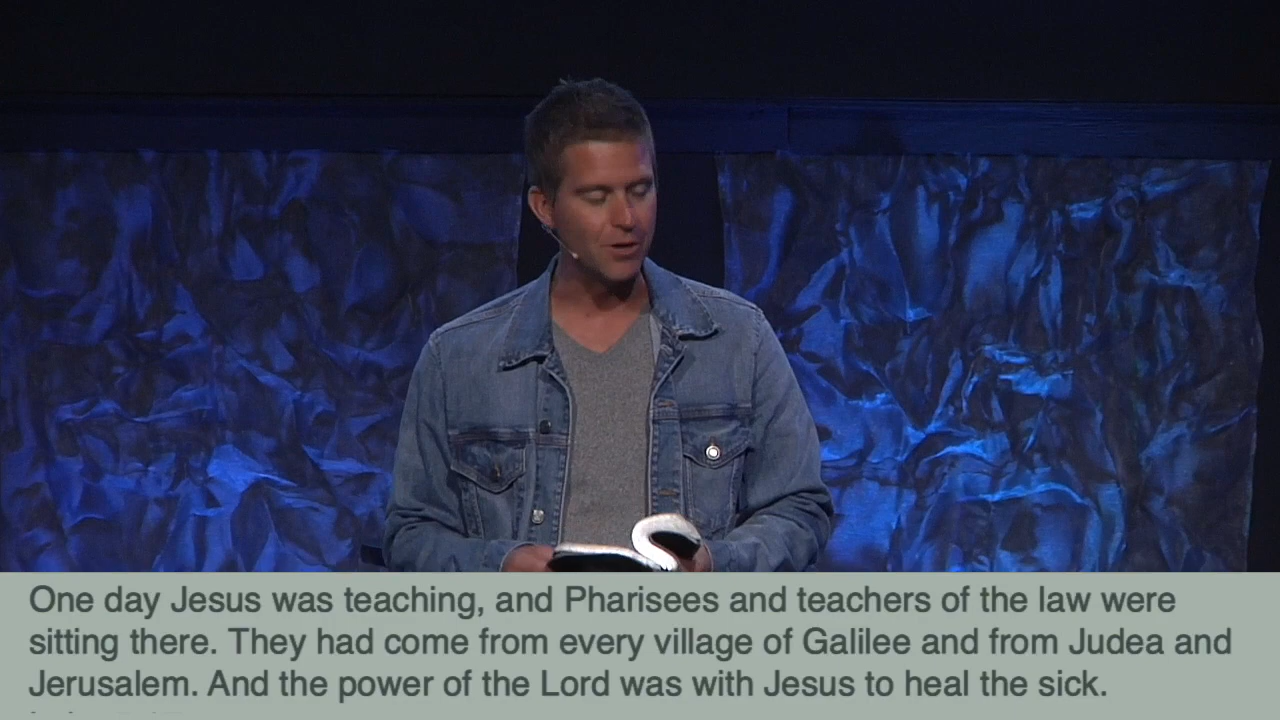 One day Jesus was teaching, and Pharisees and teachers of the law were
sitting there. They had come from every village of Galilee and from Judea and
Jerusalem. And the power of the Lord was with Jesus to heal the sick.